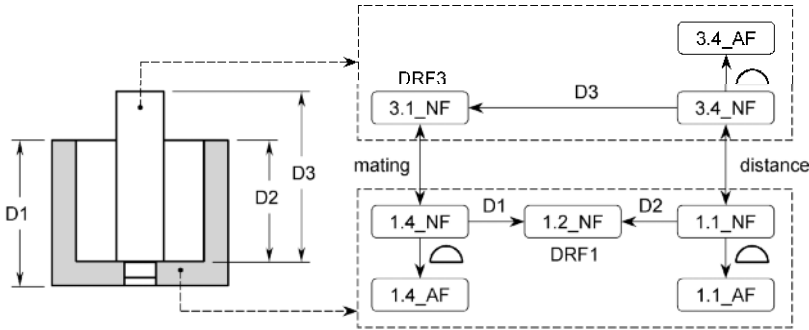 3.4_AF
DRF3
3.1_NF
D3
3.4_NF
mating
distance
D1
D2
D3
1.4_NF
D1
1.2_NF
D2
1.1_NF
DRF1
1.4_AF
1.1_AF